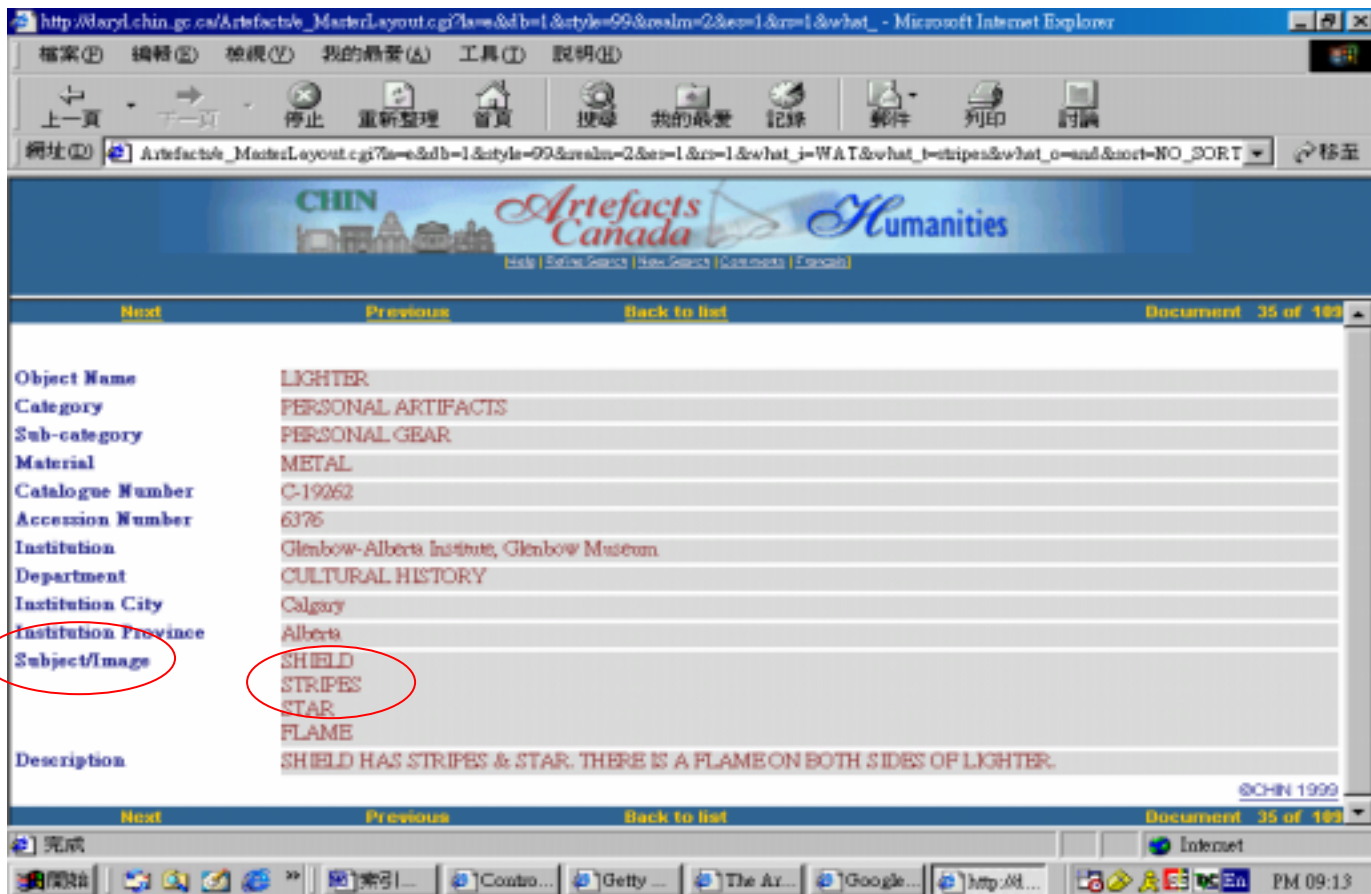 http://daryl.chin.gc.ca/Artefacts/e_MasterLayout.cgi?la=e&db=1&style=99&realm=2&es=1&rs=1&what_ - Microsoft Internet Explorer
檔案(F) 編輯(E) 檢視(V) 我的最愛(A) 工具(T) 說明(H)
上一頁 下一頁 停止 重新整理 首頁 搜尋 我的最愛 記錄 郵件 列印 討論
網址(D) Artefacts/e_MasterLayout.cgi?la=e&db=1&style=99&realm=2&es=1&rs=1&what_i=WAT&what_t=stripes&what_o=and&sort=NO_SORT 移至
CHIN Artefacts Canada Humanities
[Help | Refine Search | New Search | Comments | Français]
Next Previous Back to list Document 35 of 109
Object Name LIGHTER
Category PERSONAL ARTIFACTS
Sub-category PERSONAL GEAR
Material METAL
Catalogue Number C-19262
Accession Number 6376
Institution Glenbow-Alberta Institute, Glenbow Museum
Department CULTURAL HISTORY
Institution City Calgary
Institution Province Alberta
Subject/Image SHIELD
STRIPES
STAR
FLAME
Description SHIELD HAS STRIPES & STAR. THERE IS A FLAME ON BOTH SIDES OF LIGHTER.
©CHIN 1999
Next Previous Back to list Document 35 of 109
完成 Internet
開始 索引... Contro... Getty ... The Ar... Google... http://d... En PM 09:13